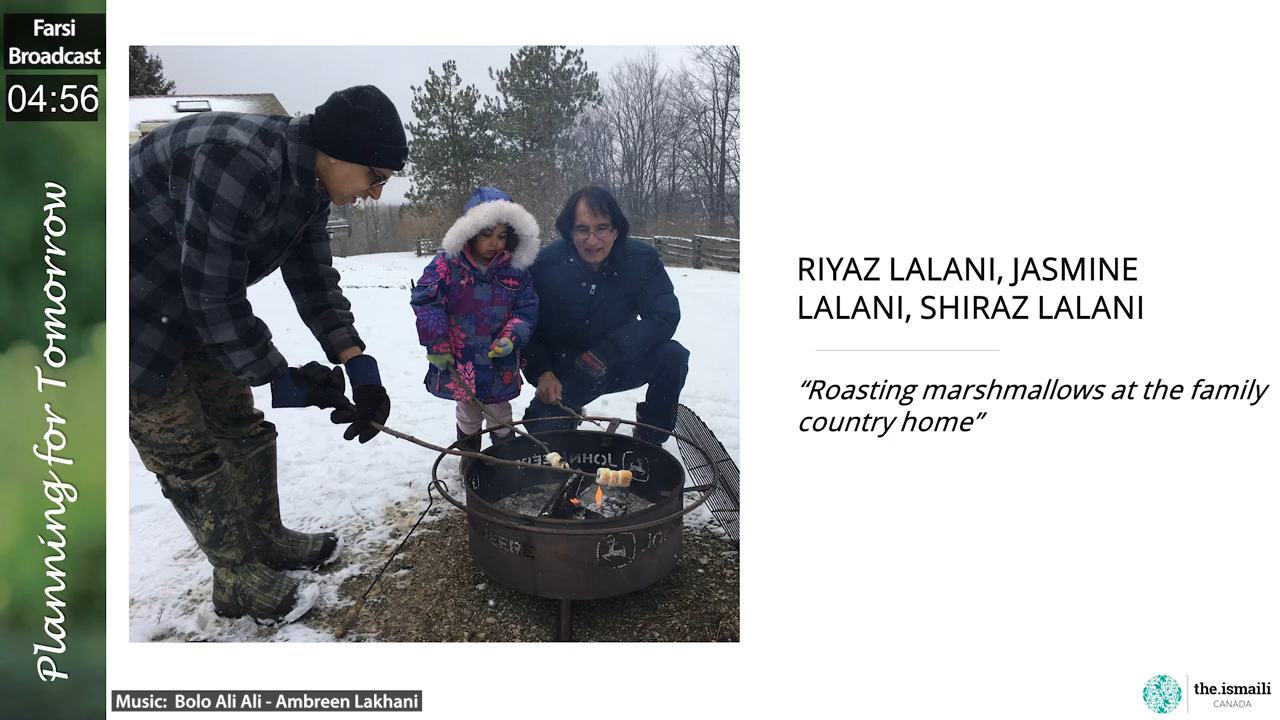 Farsi
Broadcast
04:56
Planning for Tomorrow
RIYAZ LALANI, JASMINE
LALANI, SHIRAZ LALANI
“Roasting marshmallows at the family
country home”
Music: Bolo Ali Ali - Ambreen Lakhani
the.ismaili
CANADA